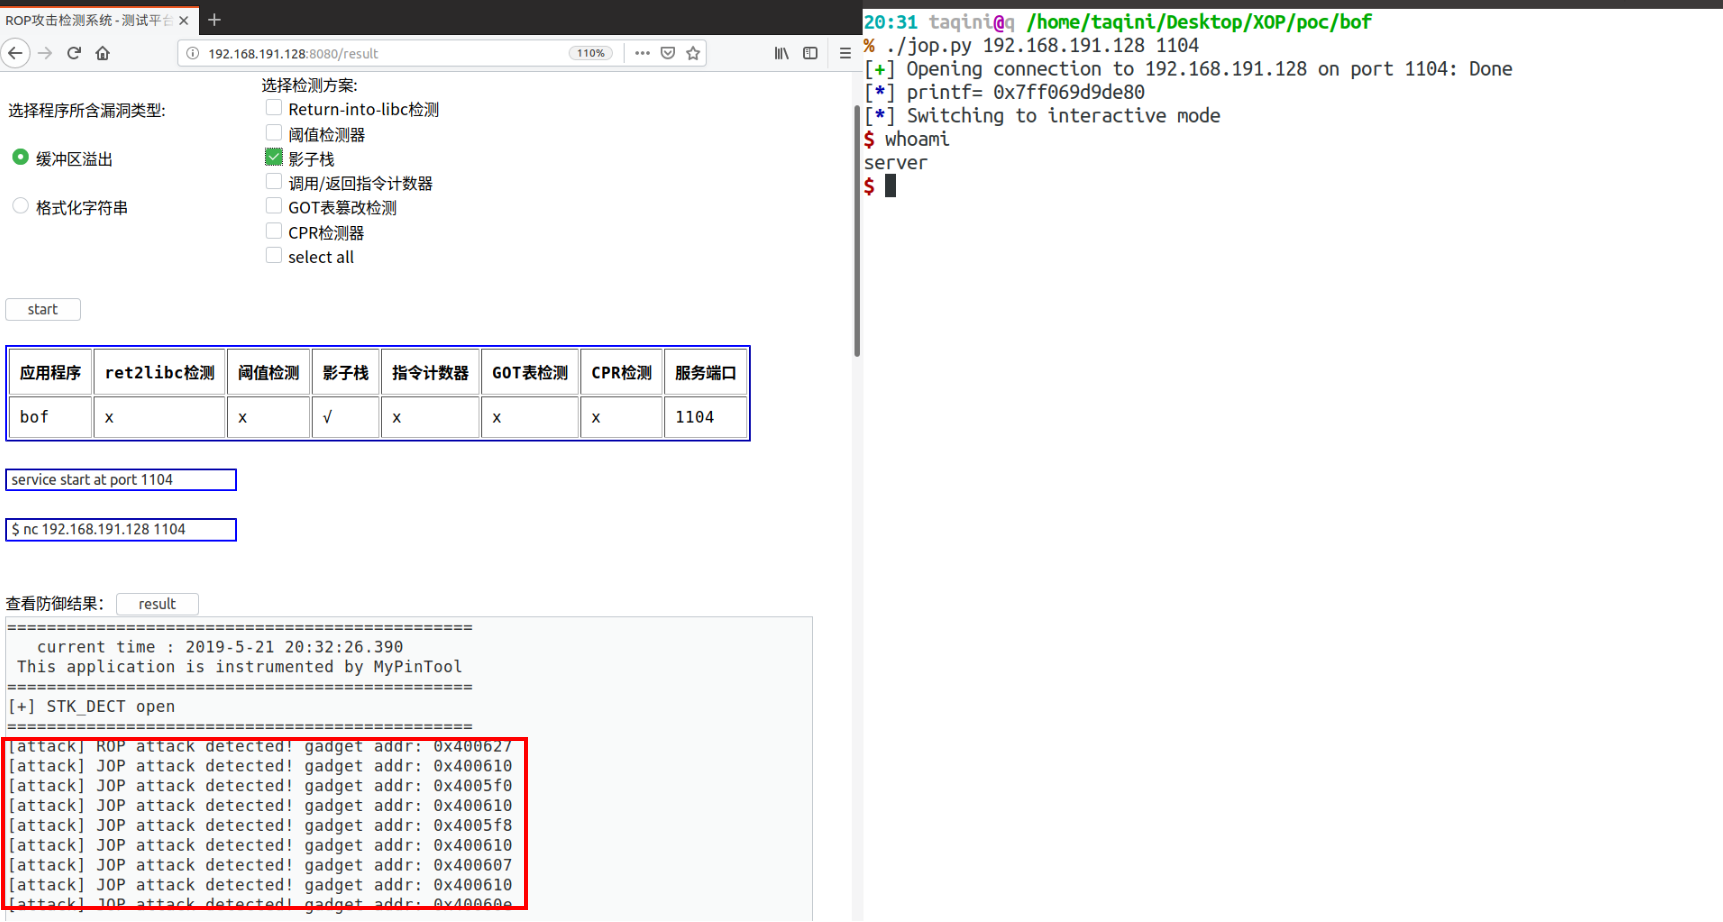 ROP攻击检测系统 - 测试平台
192.168.191.128:8080/result
110%
选择检测方案:
选择程序所含漏洞类型:
Return-into-libc检测
阈值检测器
缓冲区溢出
影子栈
调用/返回指令计数器
格式化字符串
GOT表篡改检测
CPR检测器
select all
start
应用程序 ret2libc检测 阈值检测 影子栈 指令计数器 GOT表检测 CPR检测 服务端口
bof x x √ x x x 1104
service start at port 1104
$ nc 192.168.191.128 1104
查看防御结果: result
===============================================
current time : 2019-5-21 20:32:26.390
This application is instrumented by MyPinTool
===============================================
[+] STK_DECT open
===============================================
[attack] ROP attack detected! gadget addr: 0x400627
[attack] JOP attack detected! gadget addr: 0x400610
[attack] JOP attack detected! gadget addr: 0x4005f0
[attack] JOP attack detected! gadget addr: 0x400610
[attack] JOP attack detected! gadget addr: 0x4005f8
[attack] JOP attack detected! gadget addr: 0x400610
[attack] JOP attack detected! gadget addr: 0x400607
[attack] JOP attack detected! gadget addr: 0x400610
[attack] JOP attack detected! gadget addr: 0x40060e
20:31 taqini@q /home/taqini/Desktop/XOP/poc/bof
% ./jop.py 192.168.191.128 1104
[+] Opening connection to 192.168.191.128 on port 1104: Done
[*] printf= 0x7ff069d9de80
[*] Switching to interactive mode
$ whoami
server
$